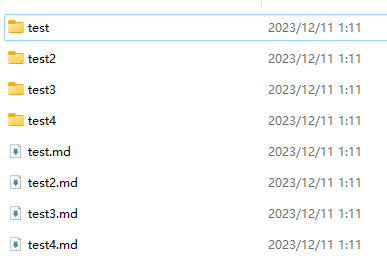 test 2023/12/11 1:11
test2 2023/12/11 1:11
test3 2023/12/11 1:11
test4 2023/12/11 1:11
test.md 2023/12/11 1:11
test2.md 2023/12/11 1:11
test3.md 2023/12/11 1:11
test4.md 2023/12/11 1:11